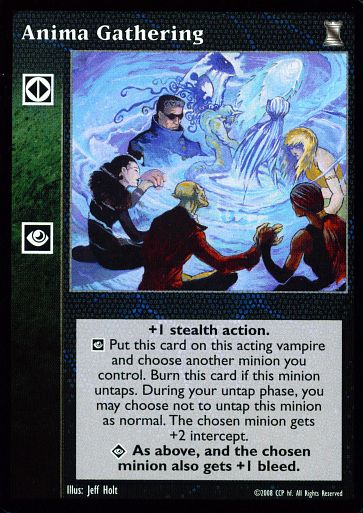 Anima Gathering
+1 stealth action.
Put this card on this acting vampire
and choose another minion you
control. Burn this card if this minion
untaps. During your untap phase, you
may choose not to untap this minion
as normal. The chosen minion gets
+2 intercept.
As above, and the chosen
minion also gets +1 bleed.
Illus: Jeff Holt
©2008 CCP hf. All Rights Reserved